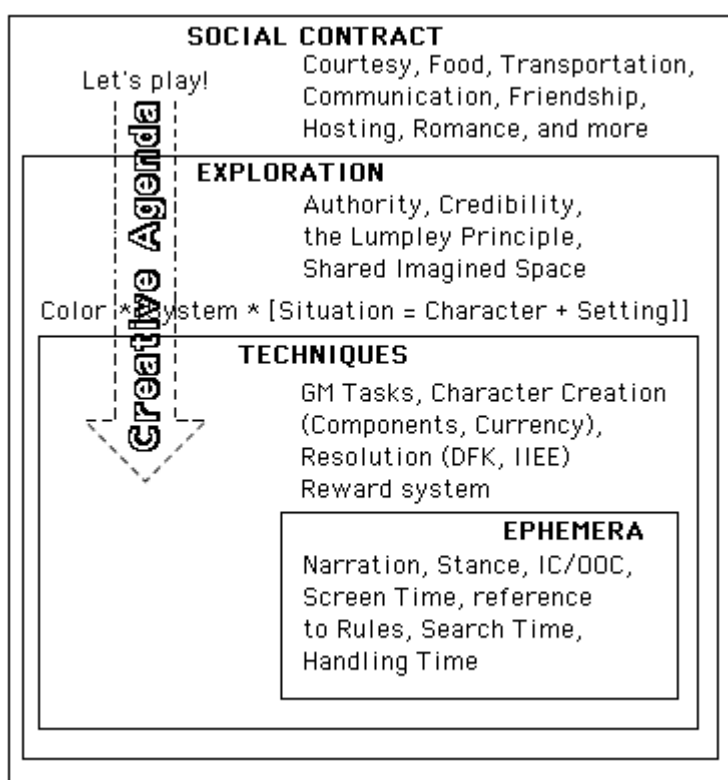 SOCIAL CONTRACT
Let's play!
Courtesy, Food, Transportation,
Communication, Friendship,
Hosting, Romance, and more
Creative Agenda
EXPLORATION
Authority, Credibility,
the Lumpley Principle,
Shared Imagined Space
Color * [System * [Situation = Character + Setting]]
TECHNIQUES
GM Tasks, Character Creation
(Components, Currency),
Resolution (DFK, IIEE)
Reward system
EPHEMERA
Narration, Stance, IC/OOC,
Screen Time, reference
to Rules, Search Time,
Handling Time